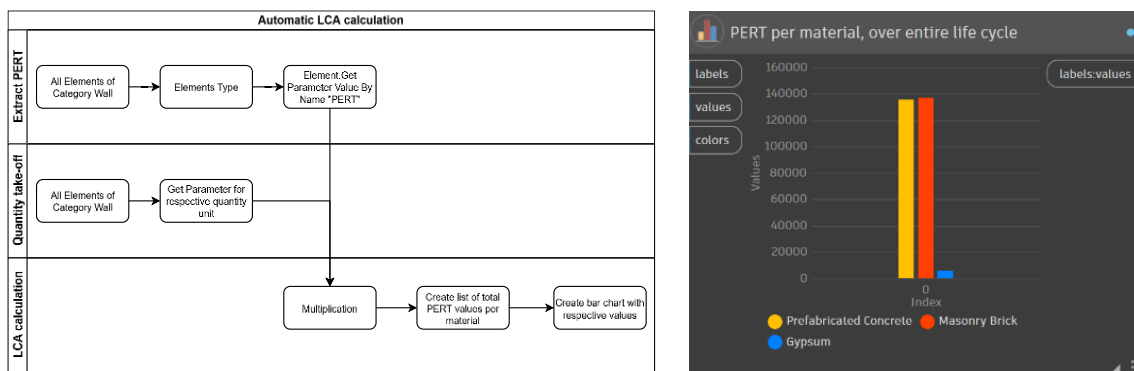 Automatic LCA calculation
Extract PERT
All Elements of
Category Wall
Elements Type
Element.Get
Parameter Value By
Name "PERT"
Quantity take-off
All Elements of
Category Wall
Get Parameter for
respective quantity
unit
LCA calculation
Multiplication
Create list of total
PERT values per
material
Create bar chart with
respective values
PERT per material, over entire life cycle
labels
values
colors
labels:values
160000
140000
120000
100000
80000
60000
40000
20000
0
Values
0
Index
Prefabricated Concrete
Masonry Brick
Gypsum